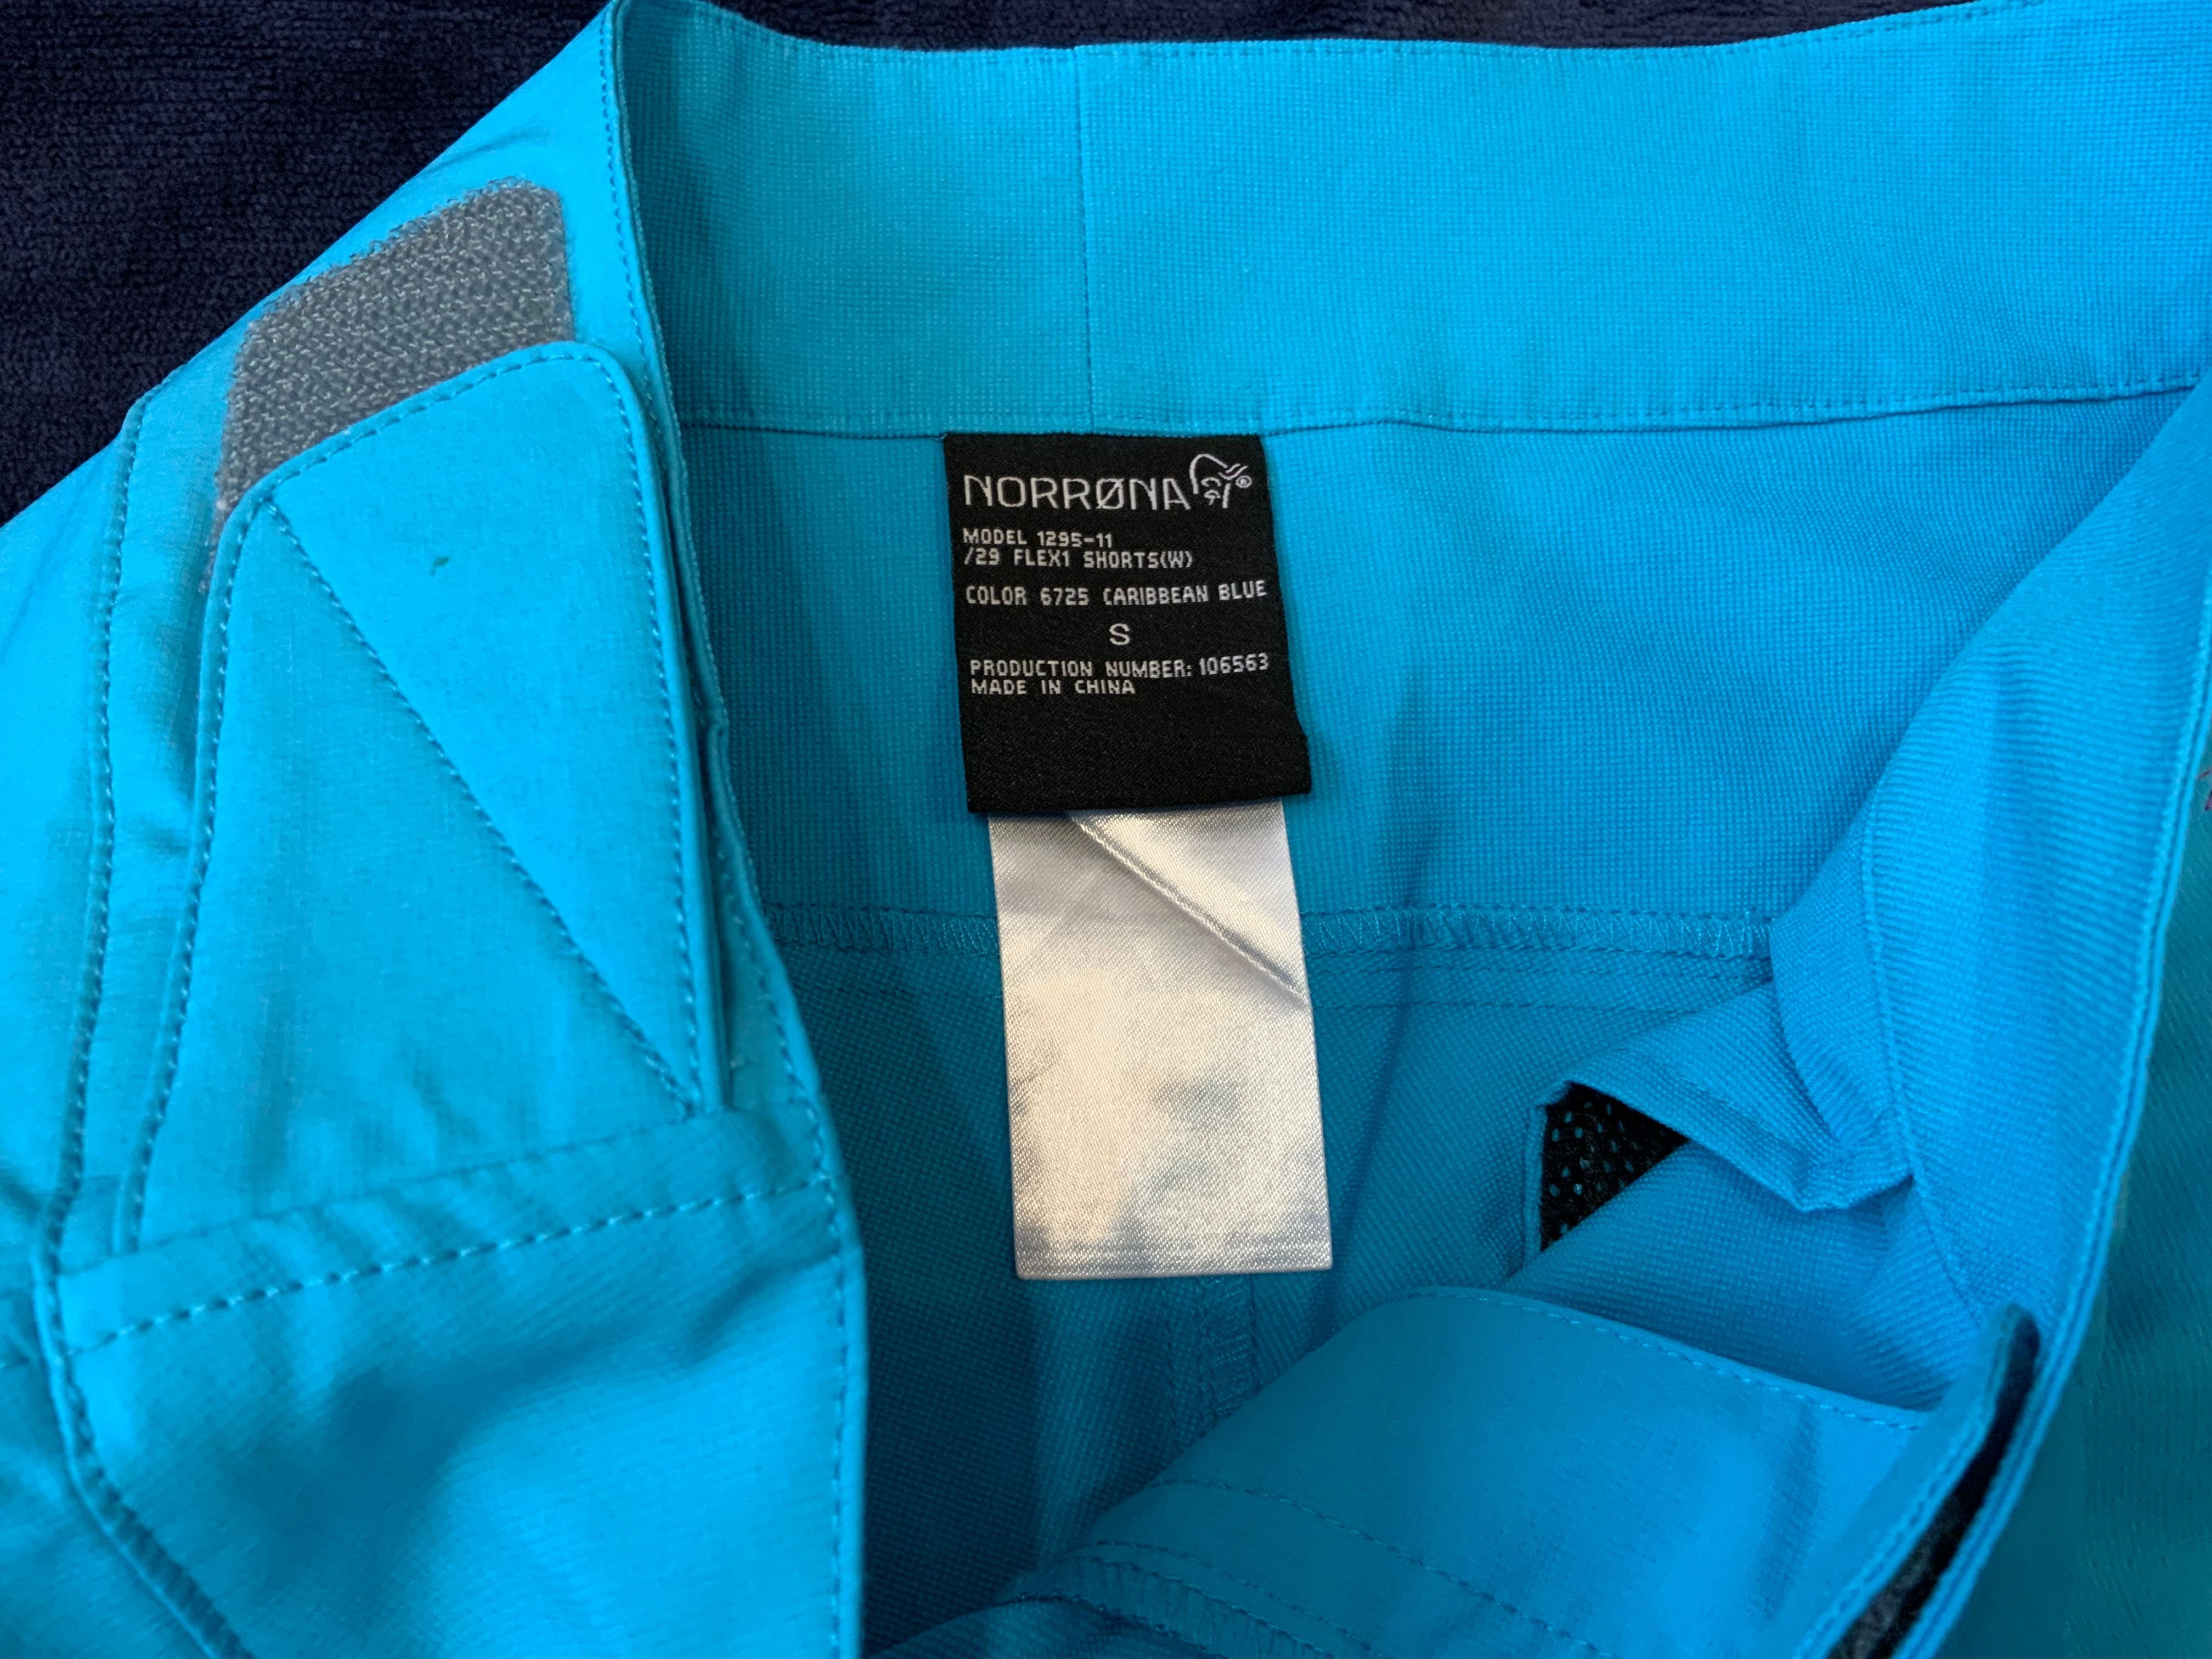 NORRØNA®
MODEL 1295-11
/29 FLEX1 SHORTS(W)
COLOR 6725 CARIBBEAN BLUE
S
PRODUCTION NUMBER: 106563
MADE IN CHINA